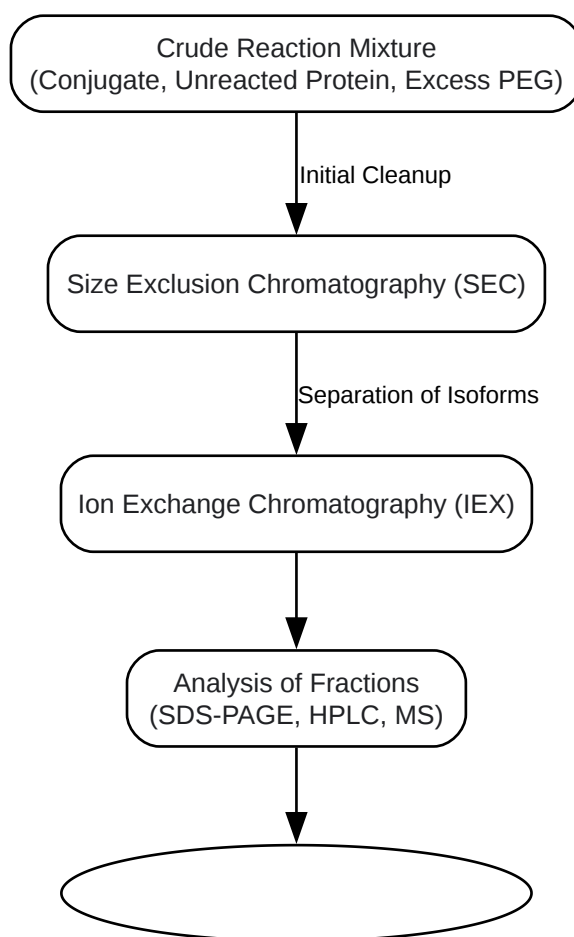 Crude Reaction Mixture
(Conjugate, Unreacted Protein, Excess PEG)
Initial Cleanup
Size Exclusion Chromatography (SEC)
Separation of Isoforms
Ion Exchange Chromatography (IEX)
Analysis of Fractions
(SDS-PAGE, HPLC, MS)